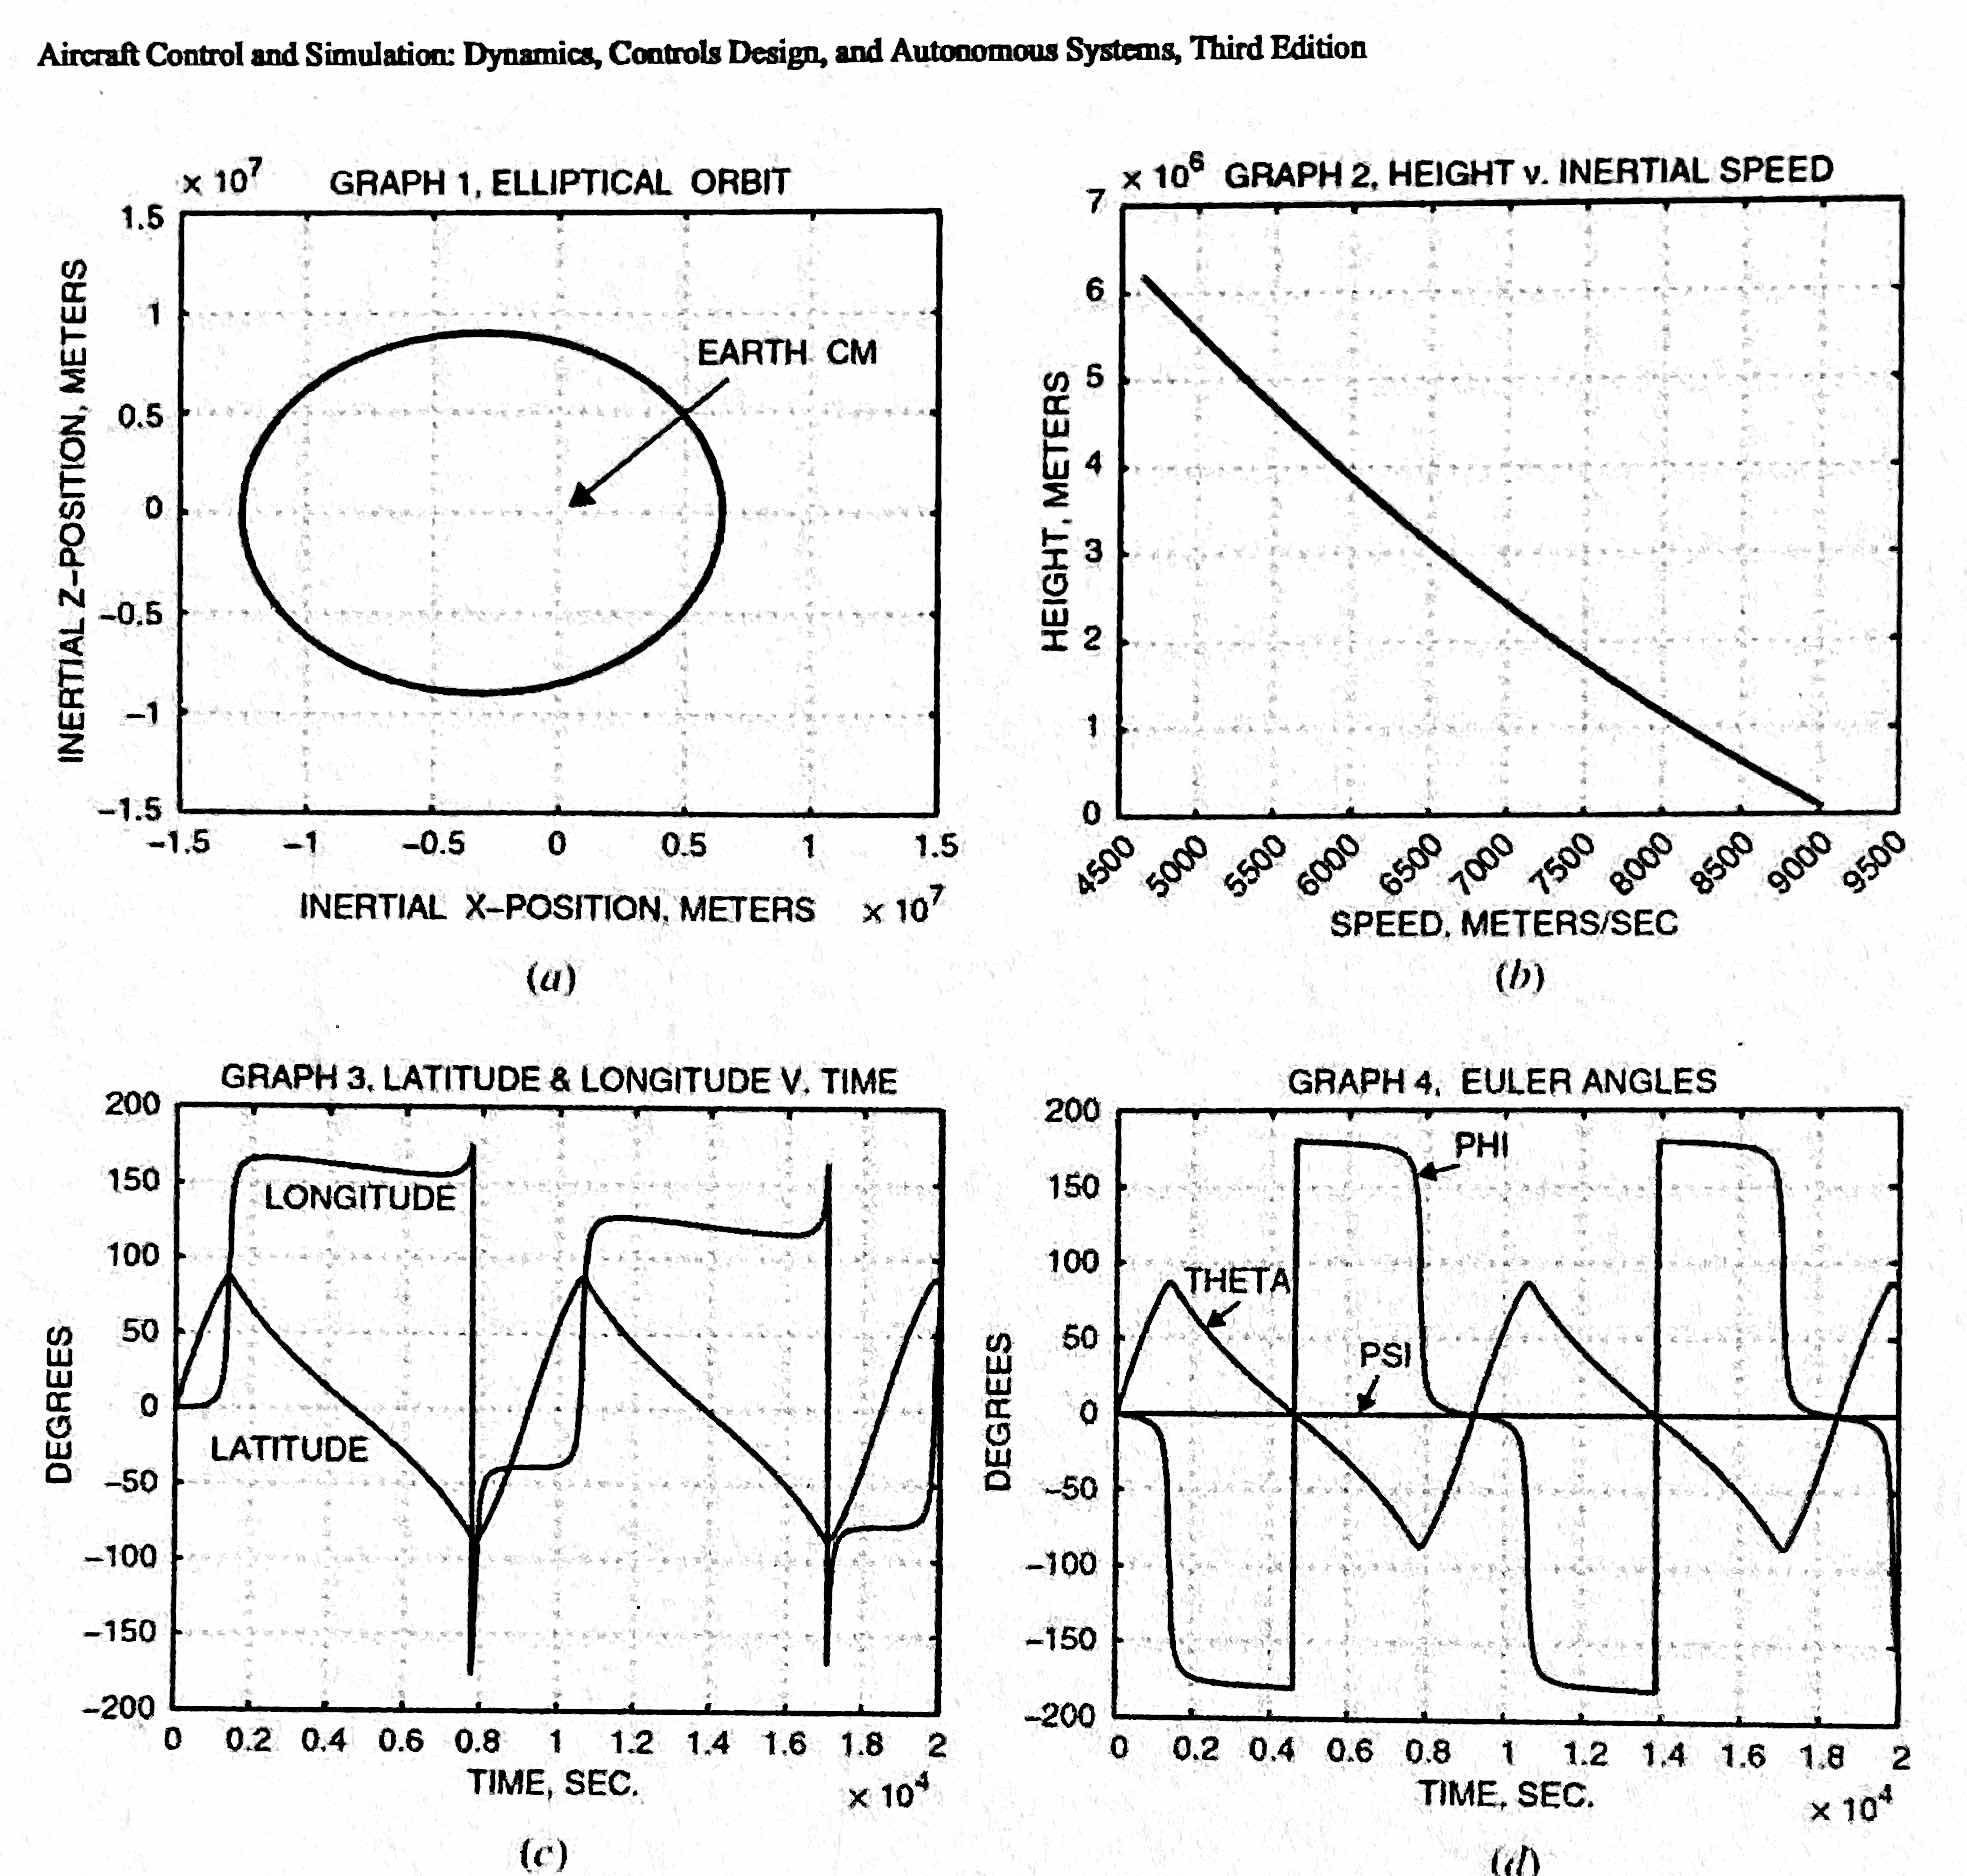 Aircraft Control and Simulation: Dynamics, Controls Design, and Autonomous Systems, Third Edition
× 10⁷ GRAPH 1, ELLIPTICAL ORBIT
1.5
1
0.5
0
−0.5
−1
−1.5
INERTIAL Z−POSITION, METERS
EARTH CM
−1.5 −1 −0.5 0 0.5 1 1.5
INERTIAL X−POSITION, METERS × 10⁷
(a)
× 10⁶ GRAPH 2, HEIGHT v. INERTIAL SPEED
7
6
5
4
3
2
1
0
HEIGHT, METERS
4500 5000 5500 6000 6500 7000 7500 8000 8500 9000 9500
SPEED, METERS/SEC
(b)
GRAPH 3, LATITUDE & LONGITUDE V. TIME
200
150
100
50
0
−50
−100
−150
−200
DEGREES
LONGITUDE
LATITUDE
0 0.2 0.4 0.6 0.8 1 1.2 1.4 1.6 1.8 2
TIME, SEC.
× 10⁴
(c)
GRAPH 4, EULER ANGLES
200
150
100
50
0
−50
−100
−150
−200
DEGREES
PHI
THETA
PSI
0 0.2 0.4 0.6 0.8 1 1.2 1.4 1.6 1.8 2
TIME, SEC.
× 10⁴
(d)